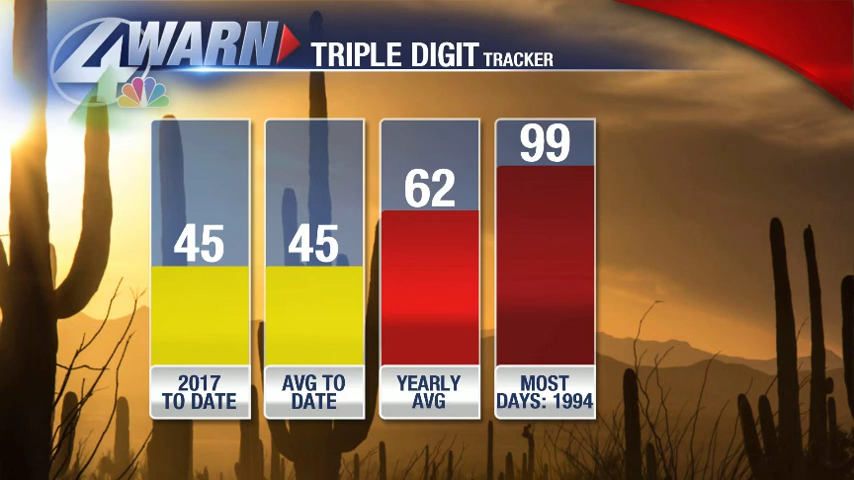 4WARN
TRIPLE DIGIT TRACKER
45
45
62
99
2017
TO DATE
AVG TO
DATE
YEARLY
AVG
MOST
DAYS: 1994